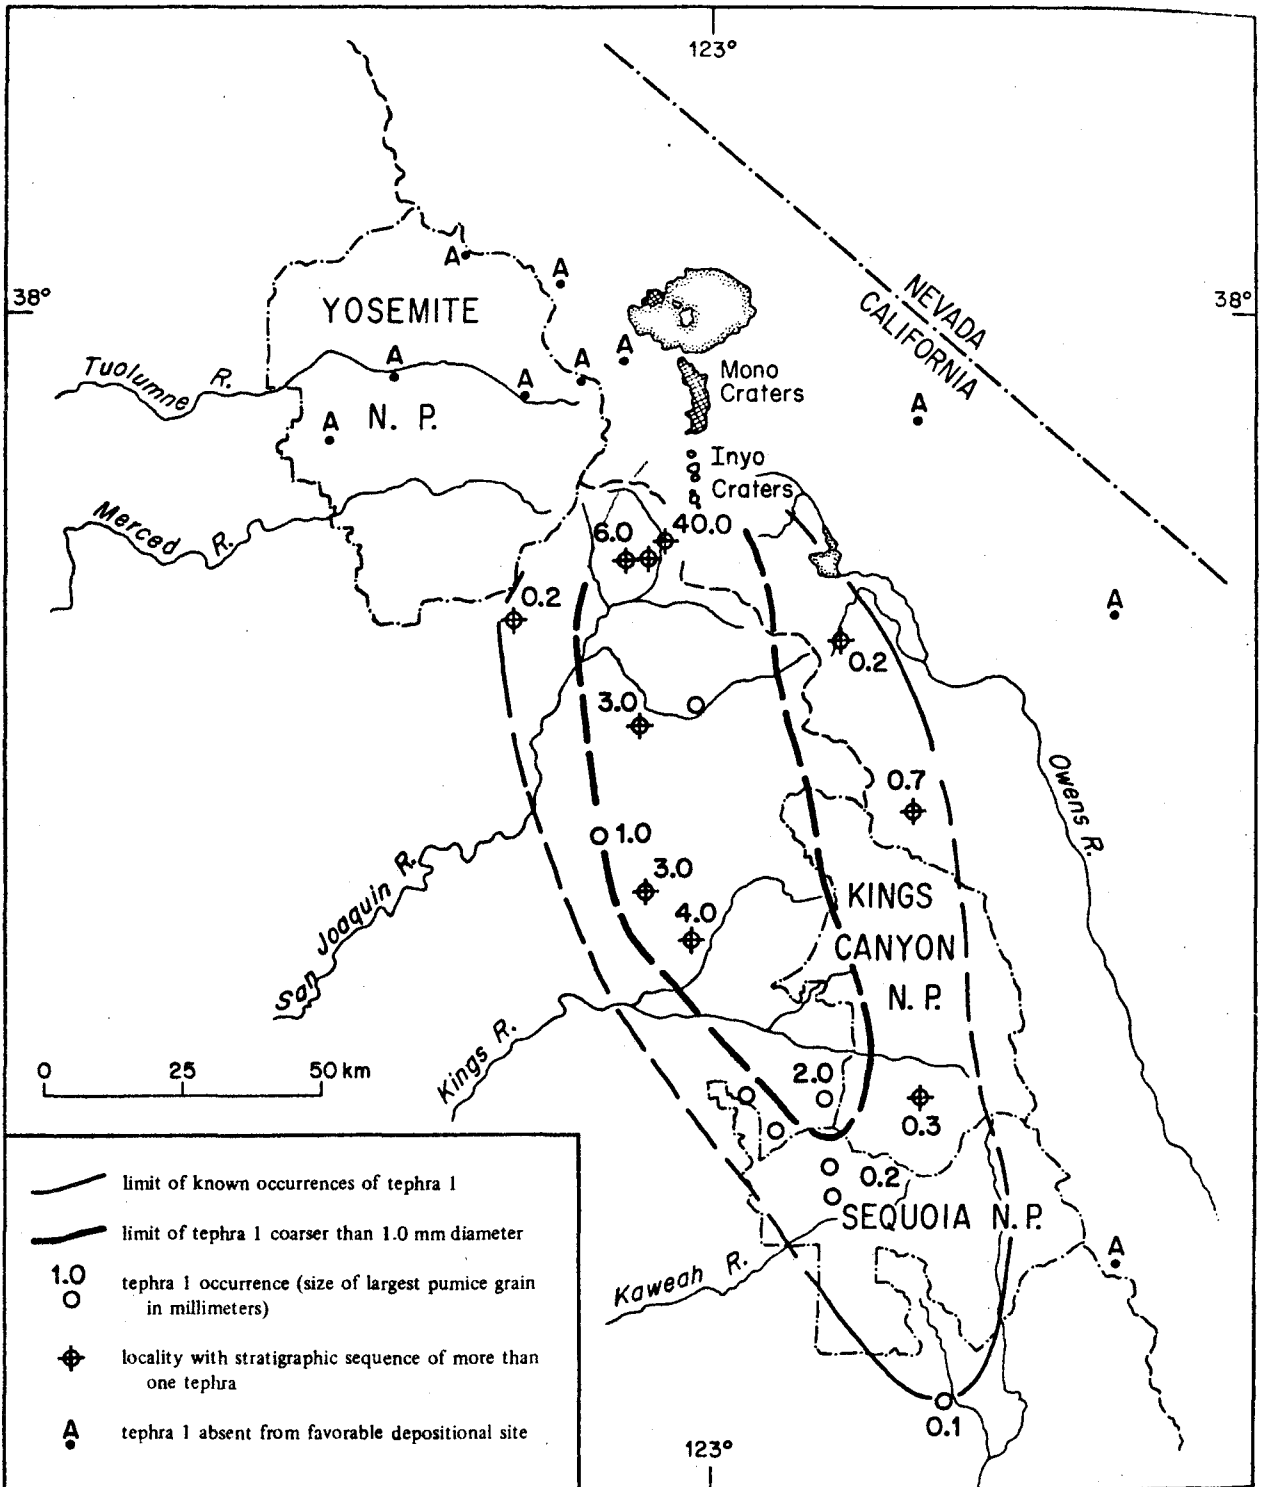 123°
NEVADA
CALIFORNIA
A
A
38°
38°
YOSEMITE
A
A
A
A
Tuolumne R.
Mono
Craters
A
N. P.
A
Inyo
Craters
Merced R.
6.0
40.0
0.2
A
0.2
3.0
Owens R.
0.7
1.0
San Joaquin R.
3.0
4.0
KINGS
CANYON
N. P.
Kings R.
0 25 50 km
2.0
0.3
0.2
SEQUOIA N. P.
A
Kaweah R.
0.1
123°
limit of known occurrences of tephra 1
limit of tephra 1 coarser than 1.0 mm diameter
1.0
tephra 1 occurrence (size of largest pumice grain
in millimeters)
locality with stratigraphic sequence of more than
one tephra
A
tephra 1 absent from favorable depositional site